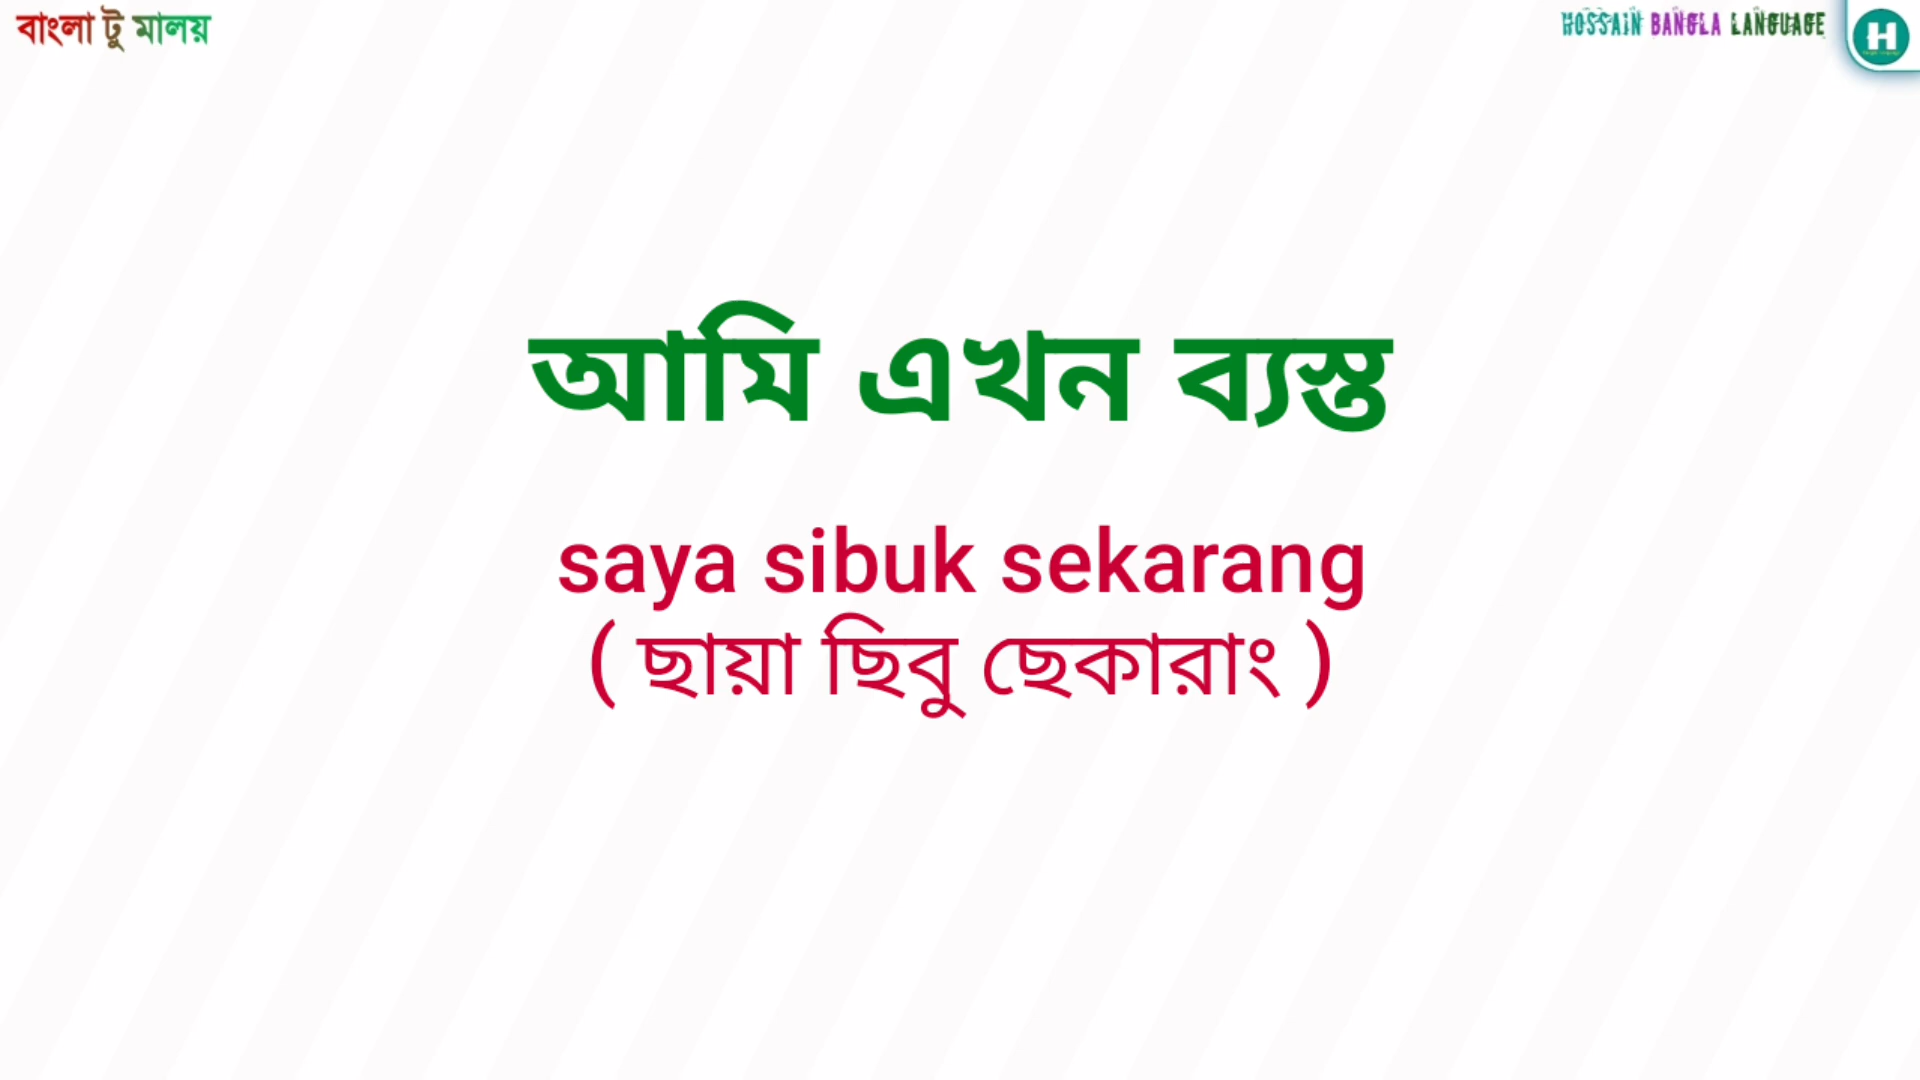 বাংলা টু মালয়
HOSSAIN BANGLA LANGUAGE
H
আমি এখন ব্যস্ত
saya sibuk sekarang
( ছায়া ছিবু ছেকারাং )